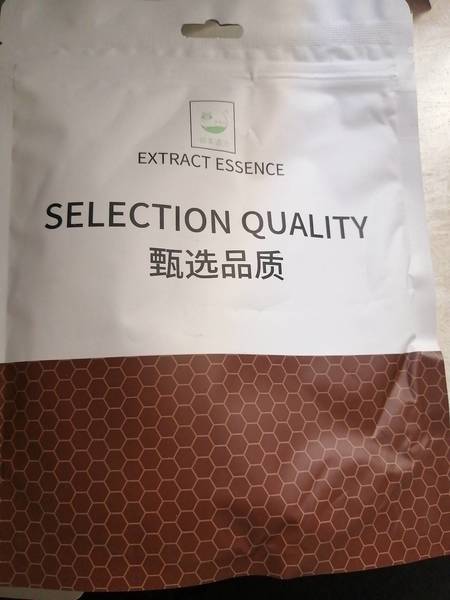 EXTRACT ESSENCE
SELECTION QUALITY
甄选品质